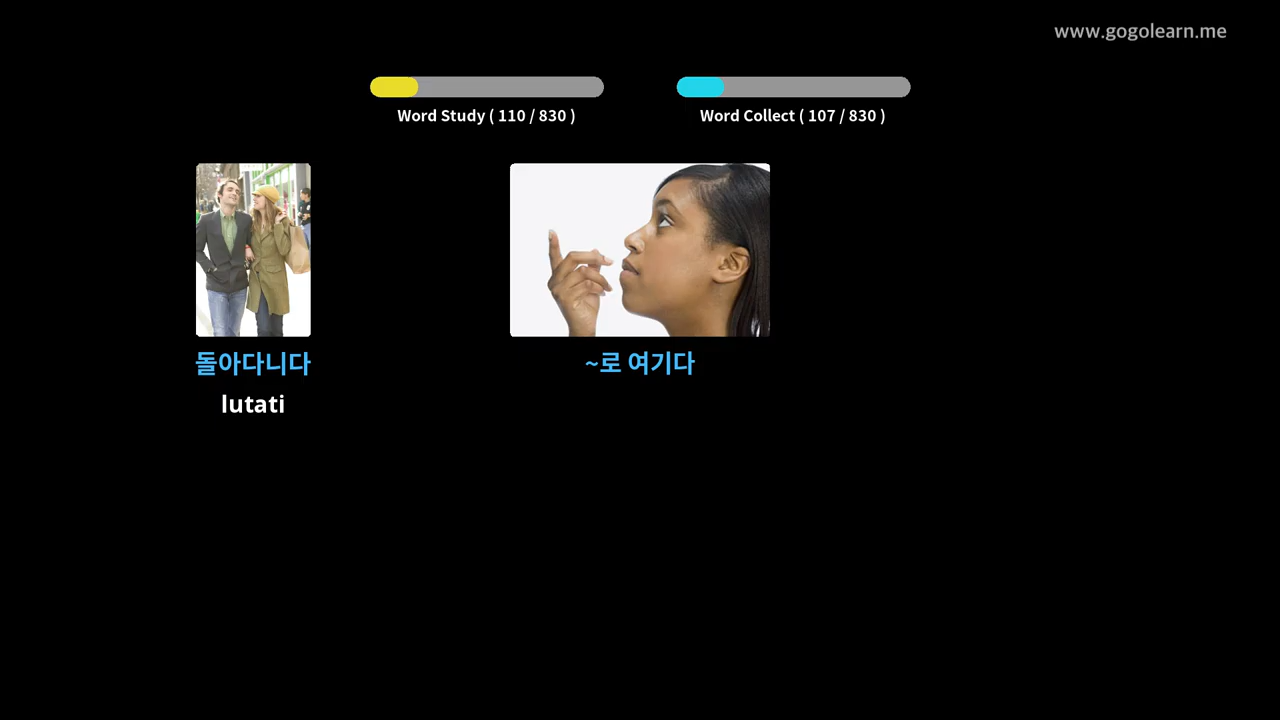 www.gogolearn.me
Word Study ( 110 / 830 )
Word Collect ( 107 / 830 )
돌아다니다
~로 여기다
lutati